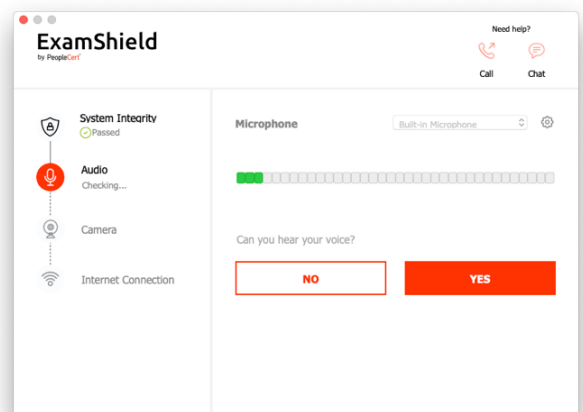 ExamShield
by PeopleCert
Need help?
Call
Chat
System Integrity
Passed
Audio
Checking...
Camera
Internet Connection
Microphone
Built-in Microphone
Can you hear your voice?
NO
YES